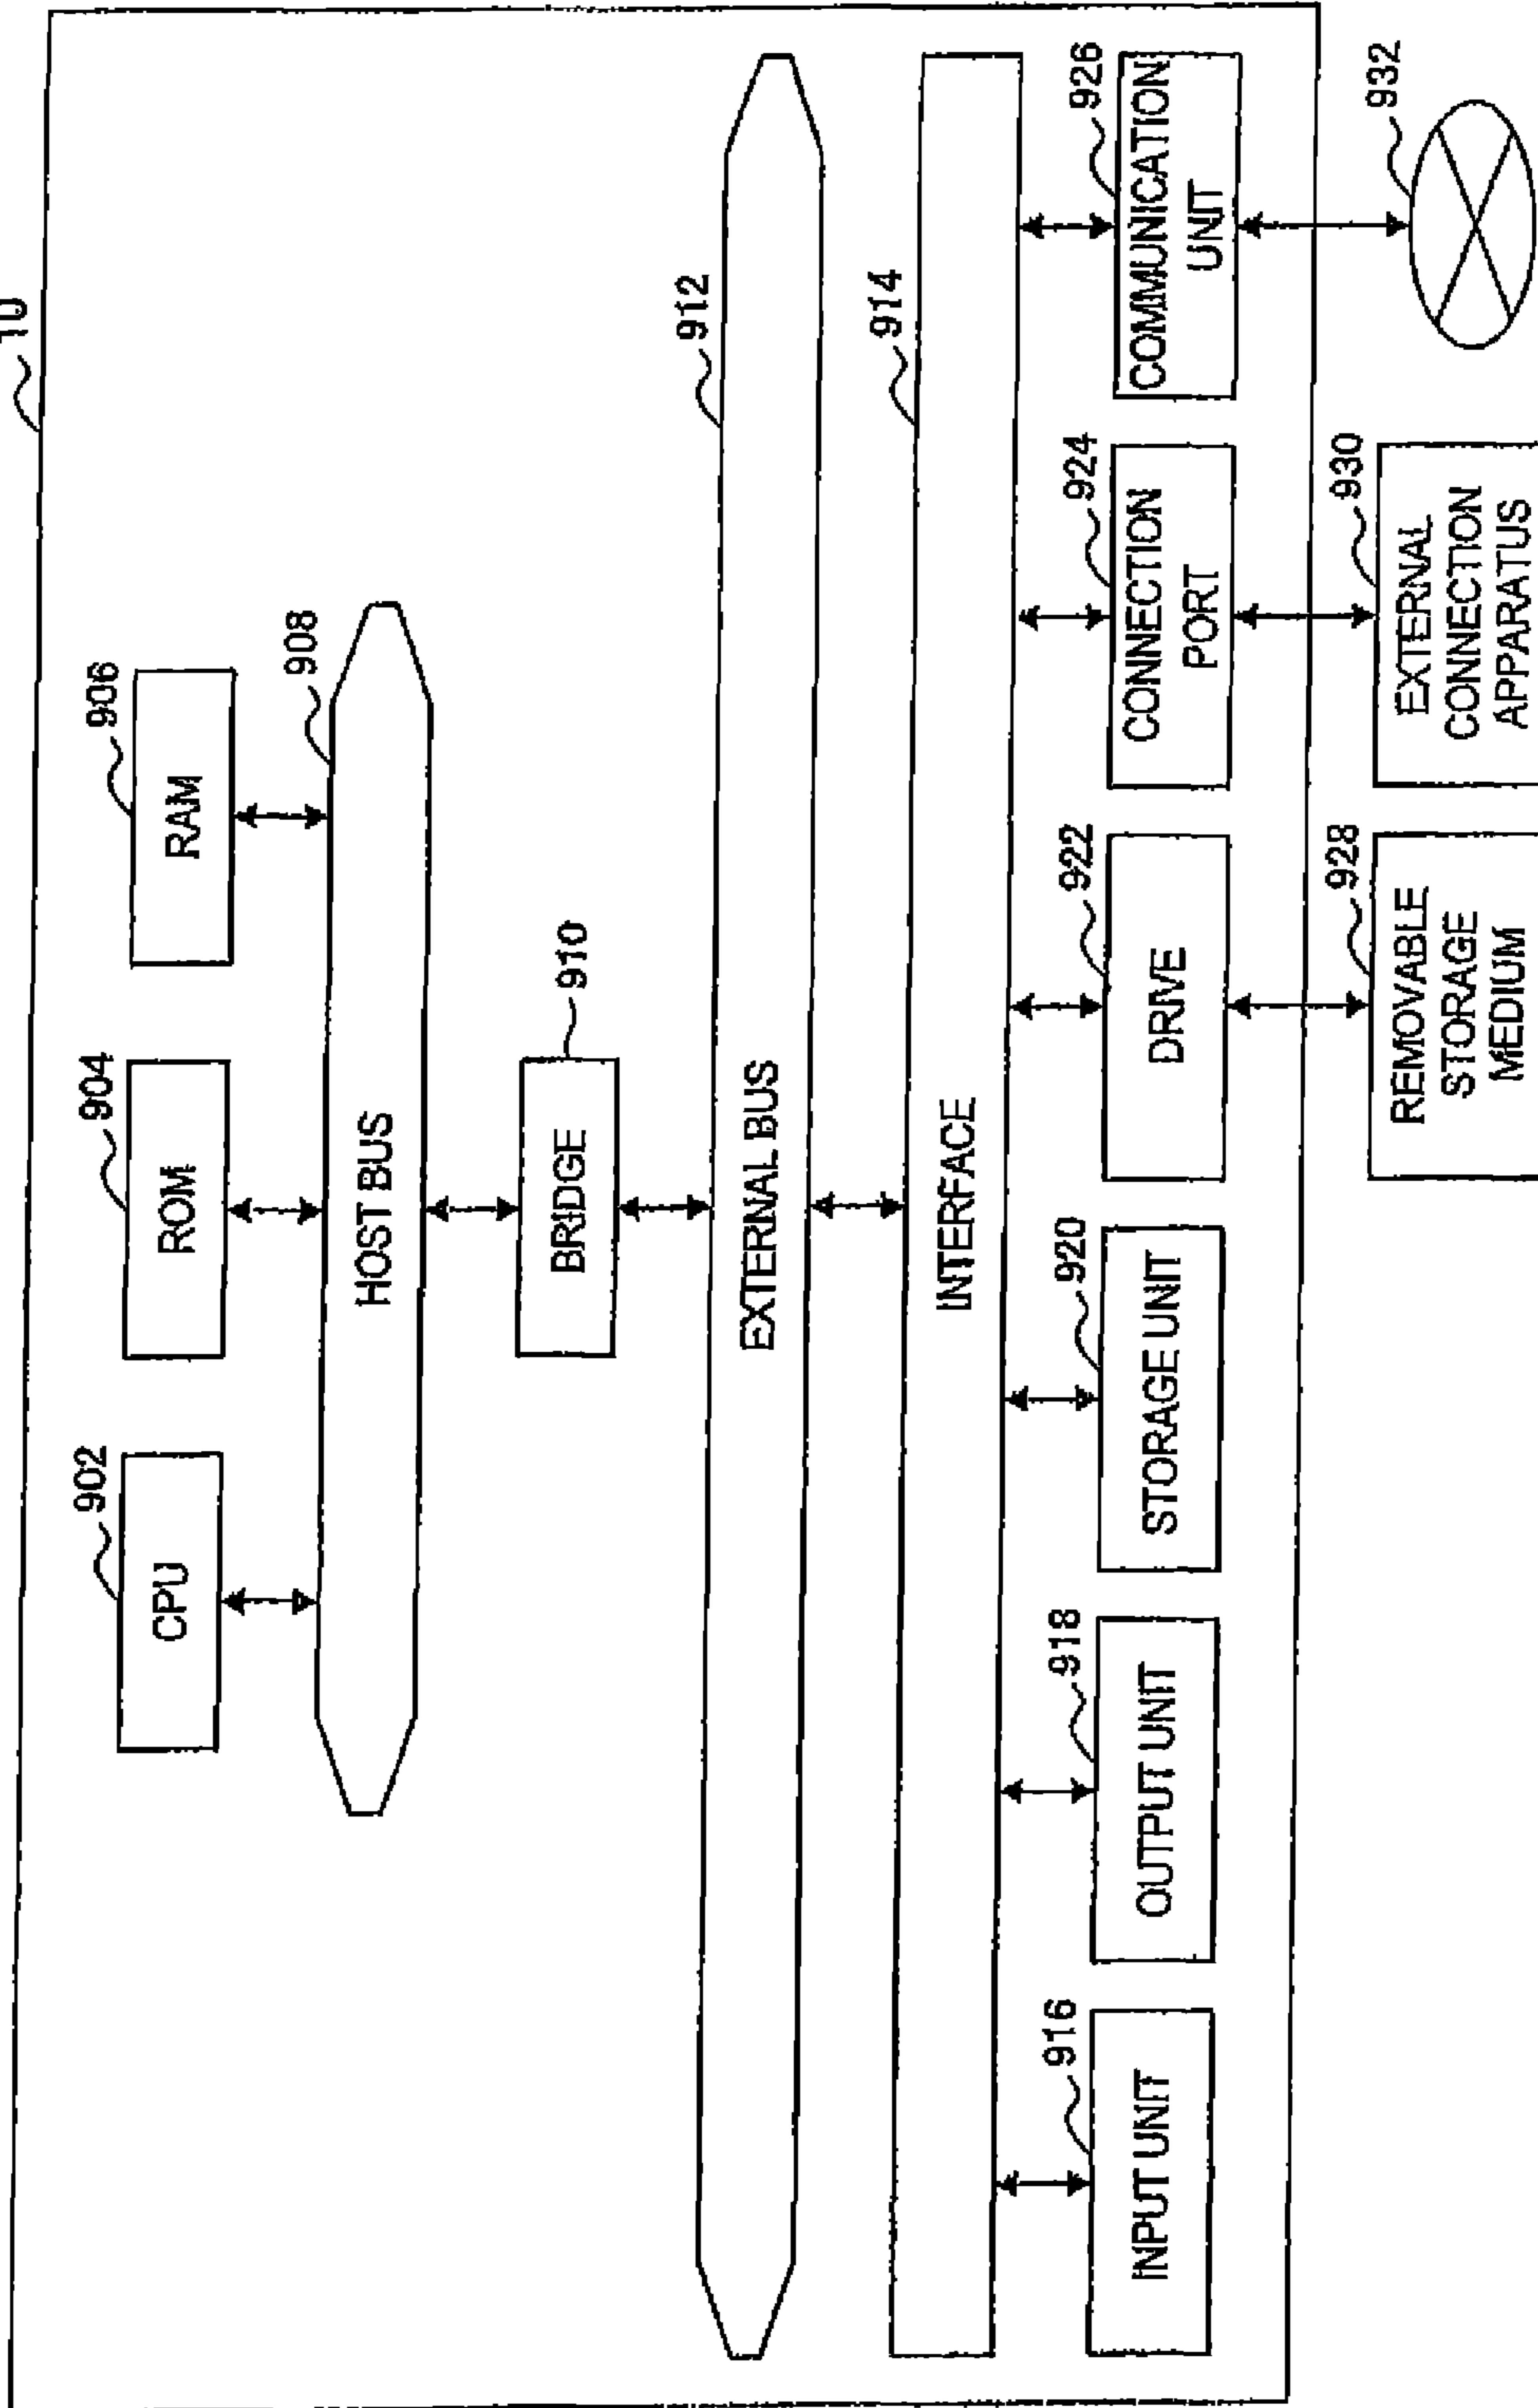 10
902
CPU
904
ROM
906
RAM
908
HOST BUS
910
BRIDGE
912
EXTERNAL BUS
914
INTERFACE
916
INPUT UNIT
918
OUTPUT UNIT
920
STORAGE UNIT
922
DRIVE
924
CONNECTION
PORT
926
COMMUNICATION
UNIT
928
REMOVABLE
STORAGE
MEDIUM
930
EXTERNAL
CONNECTION
APPARATUS
932